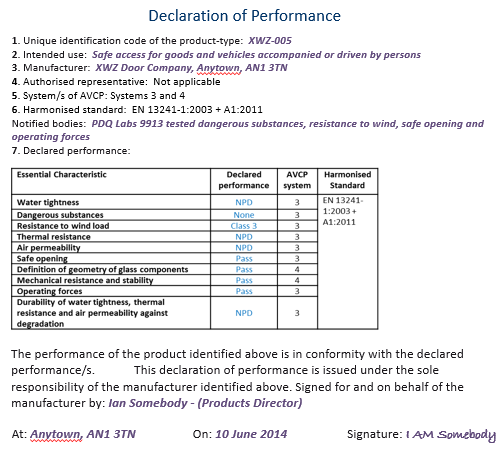 Declaration of Performance
1. Unique identification code of the product-type: XWZ-005
2. Intended use: Safe access for goods and vehicles accompanied or driven by persons
3. Manufacturer: XWZ Door Company, Anytown, AN1 3TN
4. Authorised representative: Not applicable
5. System/s of AVCP: Systems 3 and 4
6. Harmonised standard: EN 13241-1:2003 + A1:2011
Notified bodies: PDQ Labs 9913 tested dangerous substances, resistance to wind, safe opening and
operating forces
7. Declared performance:
Essential Characteristic Declared AVCP Harmonised
performance system Standard
Water tightness NPD 3 EN 13241-
Dangerous substances None 3 1:2003 +
Resistance to wind load Class 3 3 A1:2011
Thermal resistance NPD 3
Air permeability NPD 3
Safe opening Pass 3
Definition of geometry of glass components Pass 4
Mechanical resistance and stability Pass 4
Operating forces Pass 3
Durability of water tightness, thermal
resistance and air permeability against NPD 3
degradation
The performance of the product identified above is in conformity with the declared
performance/s. This declaration of performance is issued under the sole
responsibility of the manufacturer identified above. Signed for and on behalf of the
manufacturer by: Ian Somebody - (Products Director)
At: Anytown, AN1 3TN On: 10 June 2014 Signature: I AM Somebody